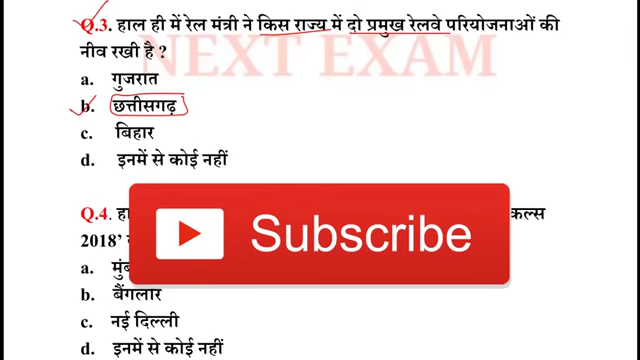 NEXT EXAM
Q.3. हाल ही में रेल मंत्री ने किस राज्य में दो प्रमुख रेलवे परियोजनाओं की
नीव रखी है ?
a. गुजरात
b. छत्तीसगढ़
c. बिहार
d. इनमें से कोई नहीं
Q.4. कल्स
2018’
Subscribe
a.
b. बैंगलार
c. नई दिल्ली
d. इनमें से कोई नहीं